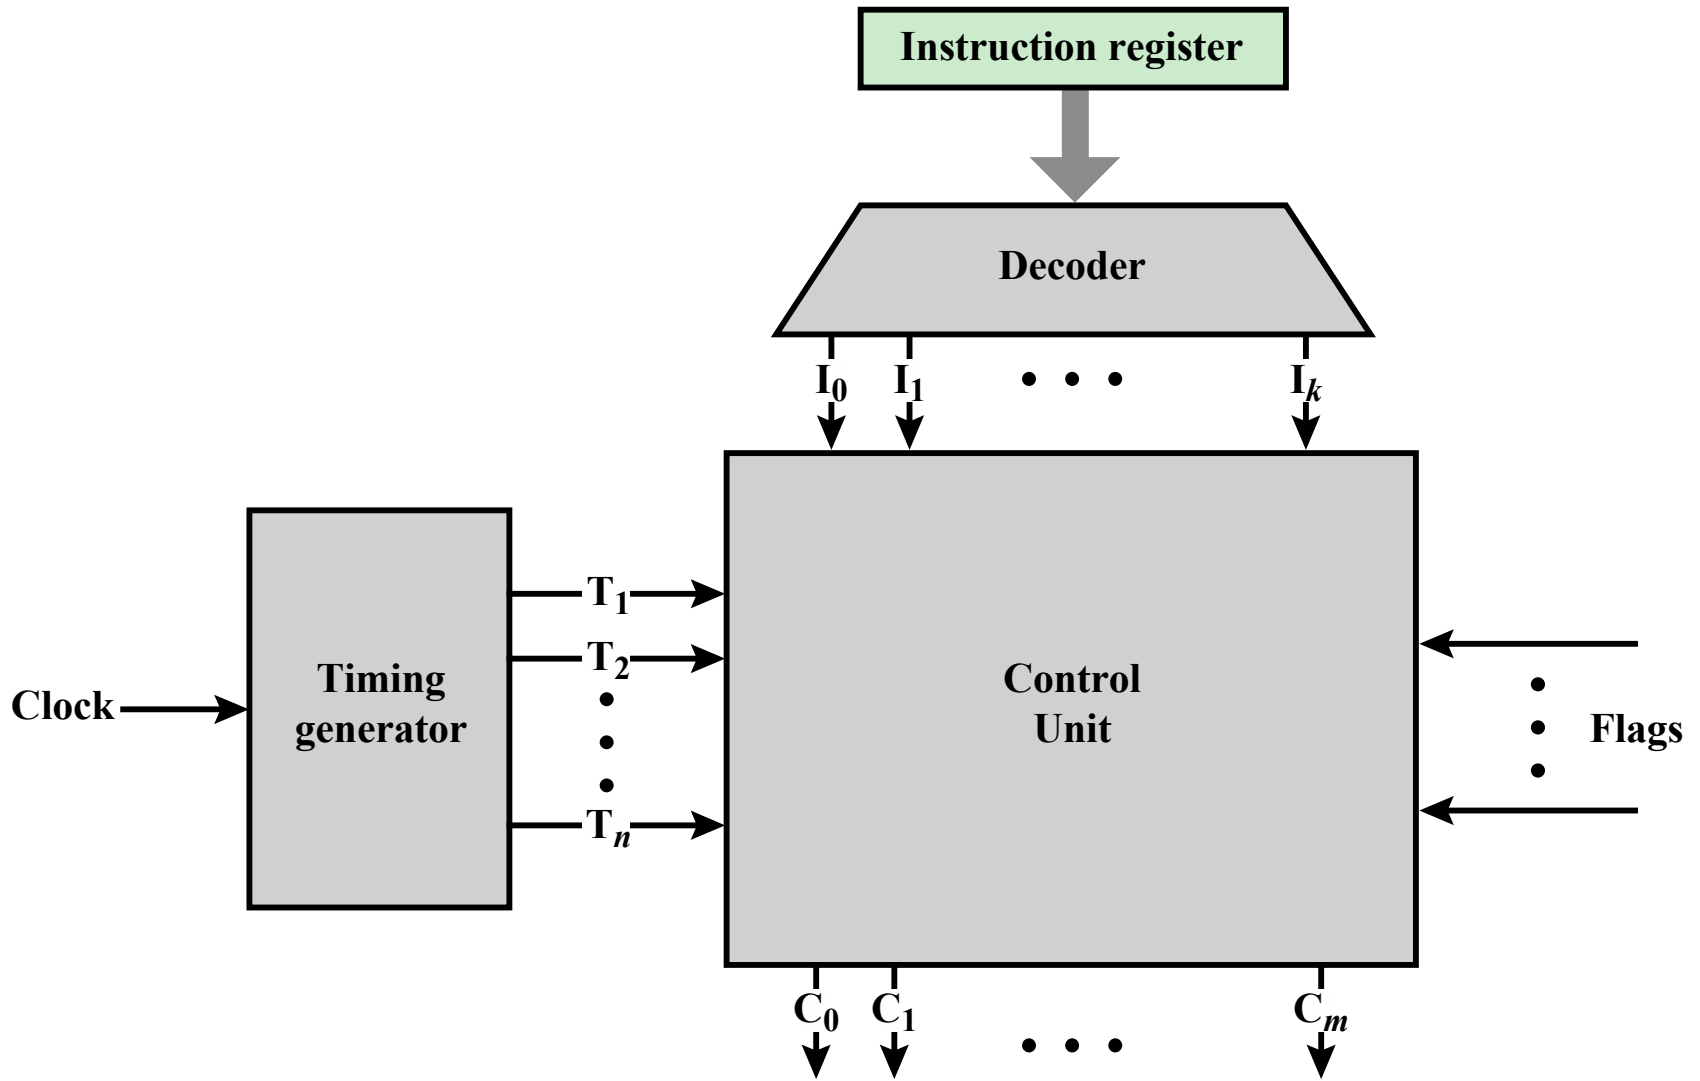 Instruction register
Decoder
I0 I1 • • • Ik
T1
T2
•
•
•
Tn
Clock
Timing
generator
Control
Unit
•
•
•
Flags
C0 C1 • • • Cm